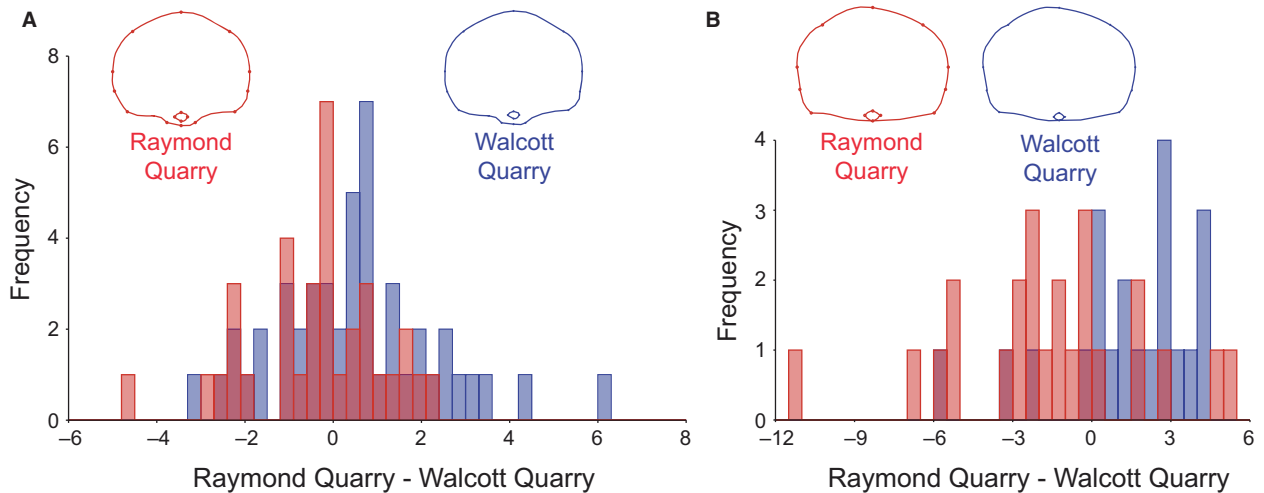 A
8
6
4
2
0
Frequency
Raymond
Quarry
Walcott
Quarry
–6
–4
–2
0
2
4
6
8
Raymond Quarry - Walcott Quarry
B
Raymond
Quarry
Walcott
Quarry
4
3
2
1
0
Frequency
–12
–9
–6
–3
0
3
6
Raymond Quarry - Walcott Quarry